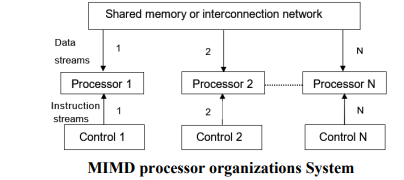 Shared memory or interconnection network
Data
streams
1
2
N
Processor 1
Processor 2
Processor N
Instruction
streams
1
2
N
Control 1
Control 2
Control N
MIMD processor organizations System